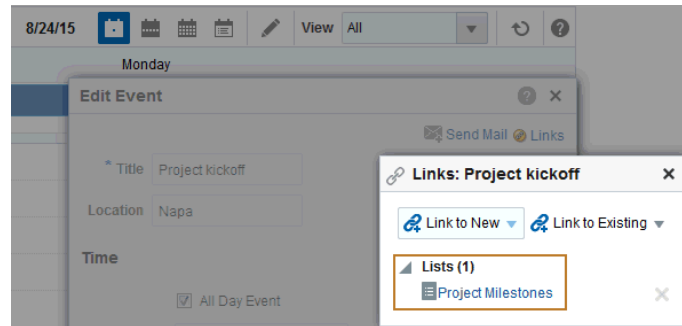 8/24/15 View All
Monday
Edit Event
Send Mail Links
* Title Project kickoff
Links: Project kickoff
Location Napa
Link to New Link to Existing
Time
Lists (1)
Project Milestones
All Day Event